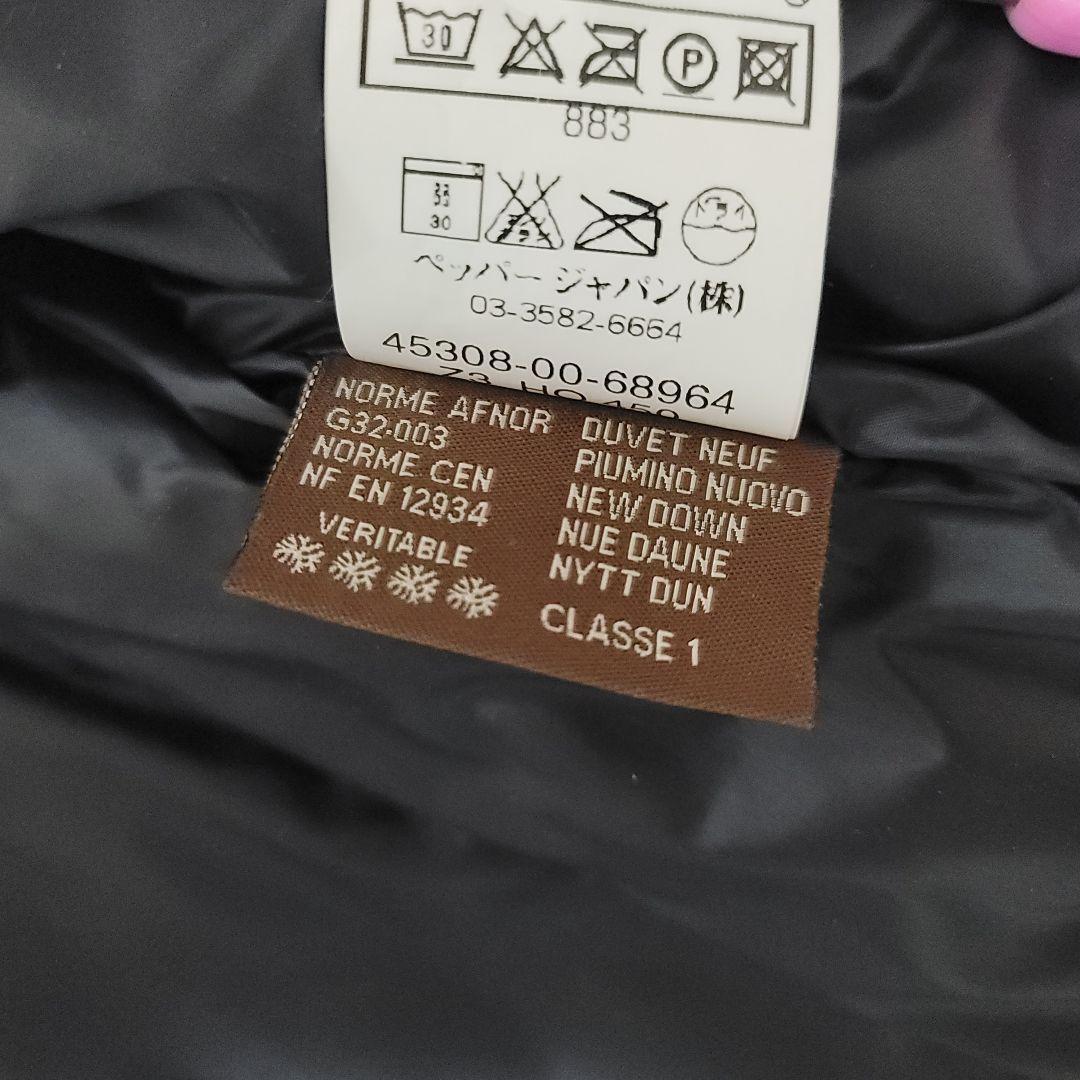 30
P
883
30
ドライ
ペッパー ジャパン(株)
03-3582-6664
45308-00-68964
NORME AFNOR
G32-003
NORME CEN
NF EN 12934
VERITABLE
DUVET NEUF
PIUMINO NUOVO
NEW DOWN
NUE DAUNE
NYTT DUN
CLASSE 1